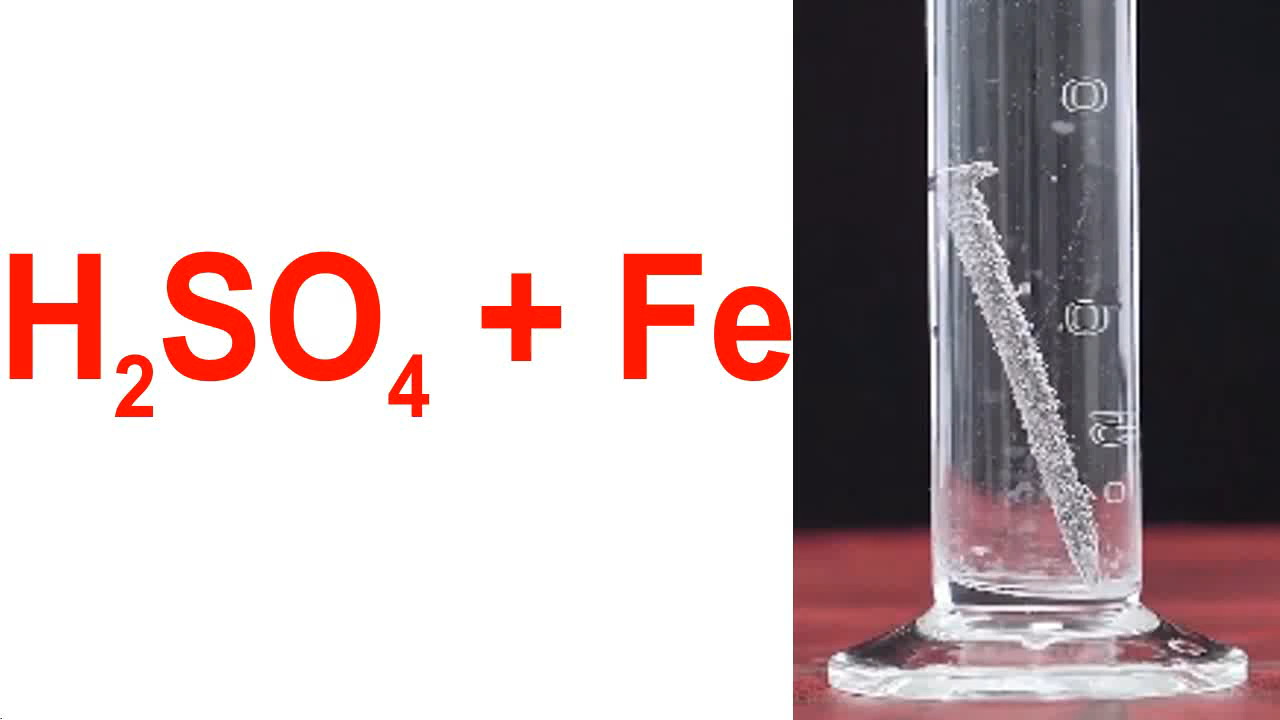 H₂SO₄ + Fe